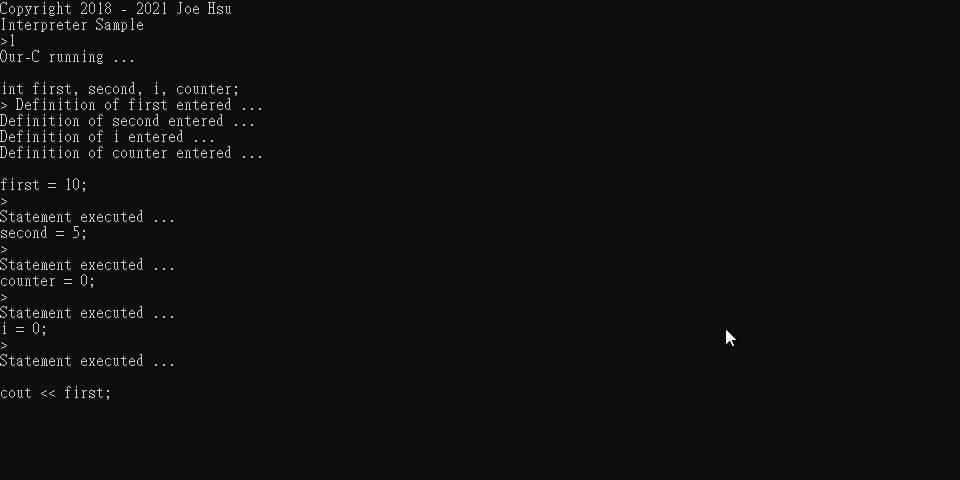 Copyright 2018 - 2021 Joe Hsu
Interpreter Sample
>1
Our-C running ...
int first, second, i, counter;
> Definition of first entered ...
Definition of second entered ...
Definition of i entered ...
Definition of counter entered ...
first = 10;
>
Statement executed ...
second = 5;
>
Statement executed ...
counter = 0;
>
Statement executed ...
i = 0;
>
Statement executed ...
cout << first;